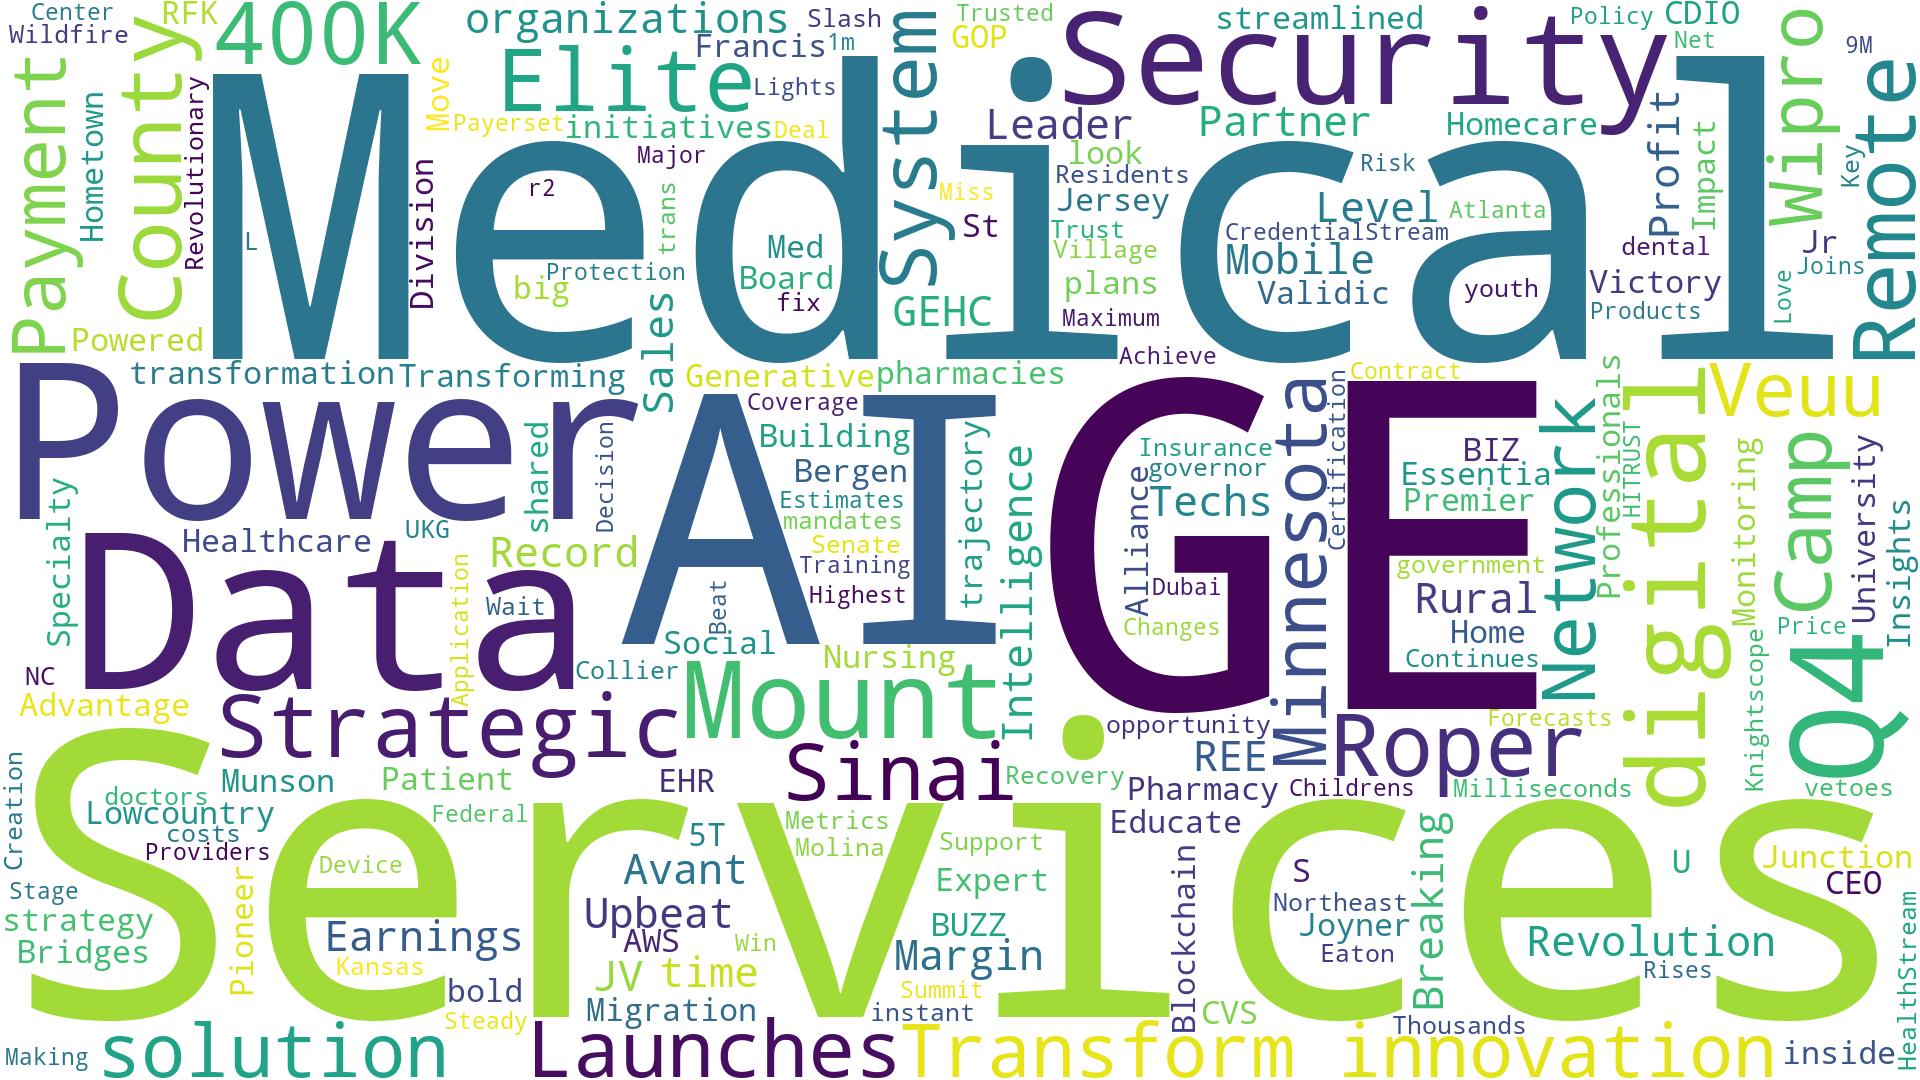 Center
RFK
400K
organizations
Slash
Trusted
streamlined
Policy
CDIO
Wildfire
Francis
1m
GOP
Net
9M
Payment
County
Elite
System
Security
Wipro
Remote
Hometown
Revolutionary
Move
Lights
Payerset
initiatives
Deal
Leader
Partner
Homecare
Profit
Impact
Key
Medical
Major
look
Risk
Residents
Division
r2
trans
Miss
Jersey
Level
Atlanta
St
Trust
CredentialStream
L
Med
Village
Mobile
dental
Jr
Protection
Board
plans
Validic
youth
Victory
Joins
big
fix
GEHC
Maximum
Products
Love
Powered
Sales
Achieve
transformation
Transforming
Generative
pharmacies
Contract
Veuu
Power
Coverage
AI
GE
Minnesota
Certification
Network
Professionals
HITRUST
digital
Building
trajectory
Intelligence
Insurance
BIZ
Camp
University
Monitoring
shared
Decision
Bergen
governor
Essentia
Specialty
Estimates
Alliance
Techs
Premier
Insights
Healthcare
UKG
mandates
Record
Senate
Data
Application
Training
government
Wait
Beat
Highest
Dubai
Rural
Changes
Home
Price
Social
Nursing
Continues
NC
Collier
Knightscope
Q4
Advantage
Strategic
Mount
opportunity
Forecasts
Roper
Services
Sinai
REE
Creation
Munson
Patient
EHR
Recovery
Pharmacy
Childrens
Milliseconds
vetoes
doctors
Lowcountry
Federal
Metrics
Educate
Breaking
costs
5T
Molina
Support
Blockchain
Providers
Device
Avant
Expert
S
U
Junction
CEO
Stage
Pioneer
strategy
Upbeat
BUZZ
Northeast
Joyner
Bridges
Earnings
AWS
Win
Margin
Eaton
Revolution
HealthStream
Kansas
JV
time
Rises
bold
Summit
Steady
Migration
instant
CVS
Thousands
Making
solution
Launches
Transform
innovation
inside